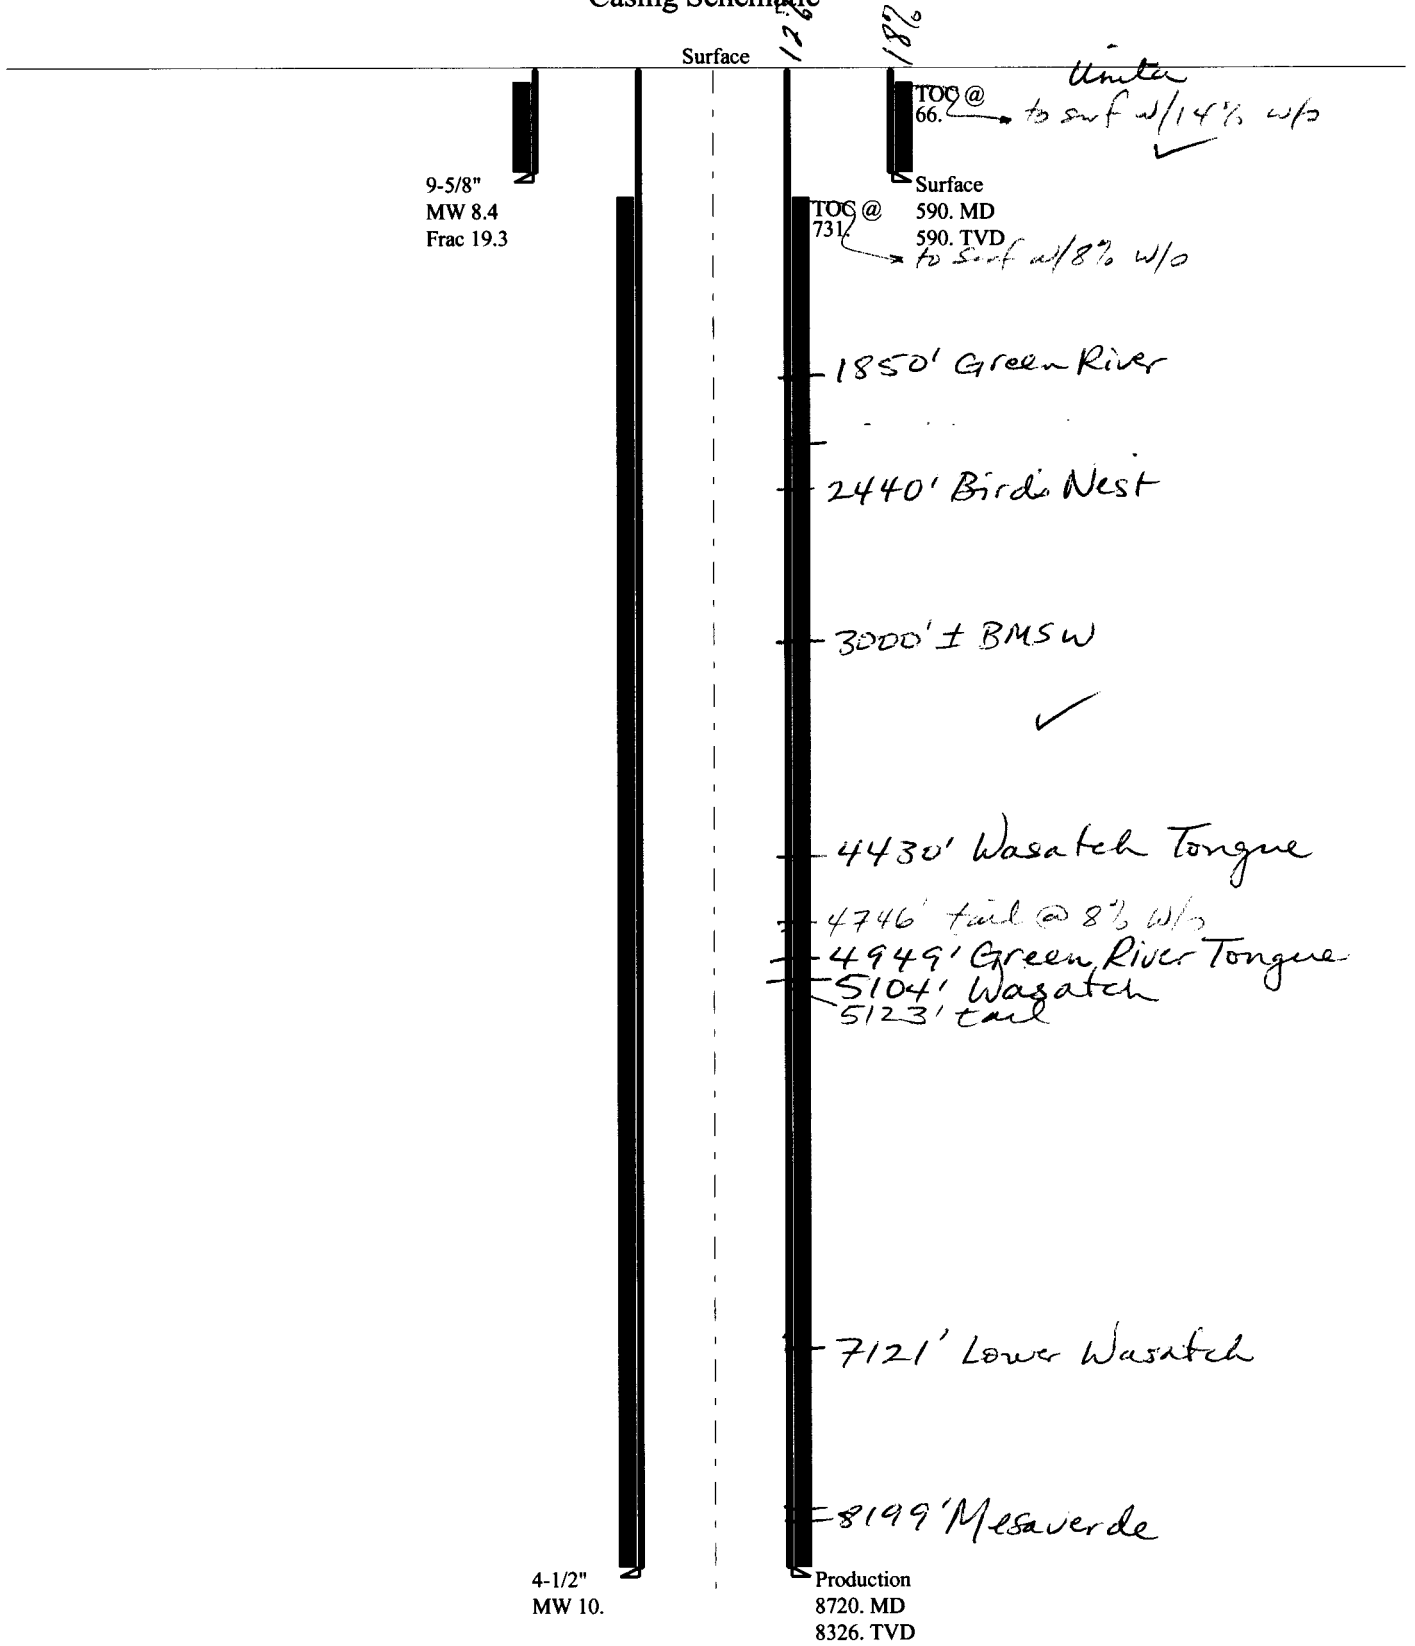 Casing Schematic
12%
18%
Surface
Uinta
TOC @
66.
to surf w/14% w/o
9-5/8"
MW 8.4
Frac 19.3
Surface
590. MD
590. TVD
TOC @
731.
to surf w/8% w/o
1850' Green River
2440' Birds Nest
3000' ± BMSW
4430' Wasatch Tongue
4746' tail @ 8% w/o
4949' Green River Tongue
5104' Wasatch
5123' tail
7121' Lower Wasatch
8199' Mesaverde
4-1/2"
MW 10.
Production
8720. MD
8326. TVD